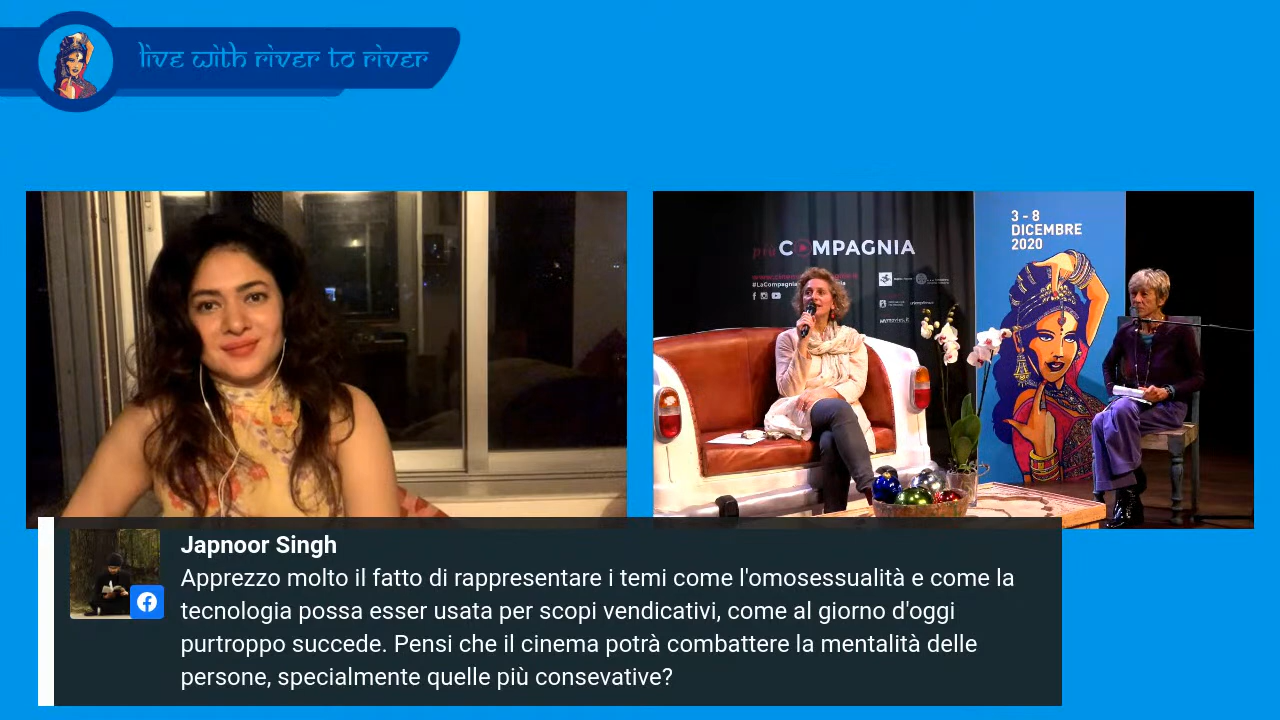 live with river to river
3 - 8
DICEMBRE
2020
più COMPAGNIA
#LaCompagnia
Japnoor Singh
Apprezzo molto il fatto di rappresentare i temi come l'omosessualità e come la
tecnologia possa esser usata per scopi vendicativi, come al giorno d'oggi
purtroppo succede. Pensi che il cinema potrà combattere la mentalità delle
persone, specialmente quelle più consevative?